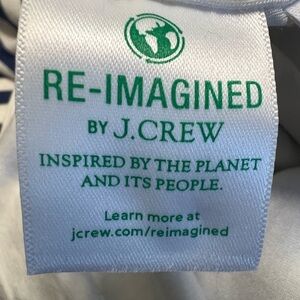 RE-IMAGINED
BY J.CREW
INSPIRED BY THE PLANET
AND ITS PEOPLE.
Learn more at
jcrew.com/reimagined